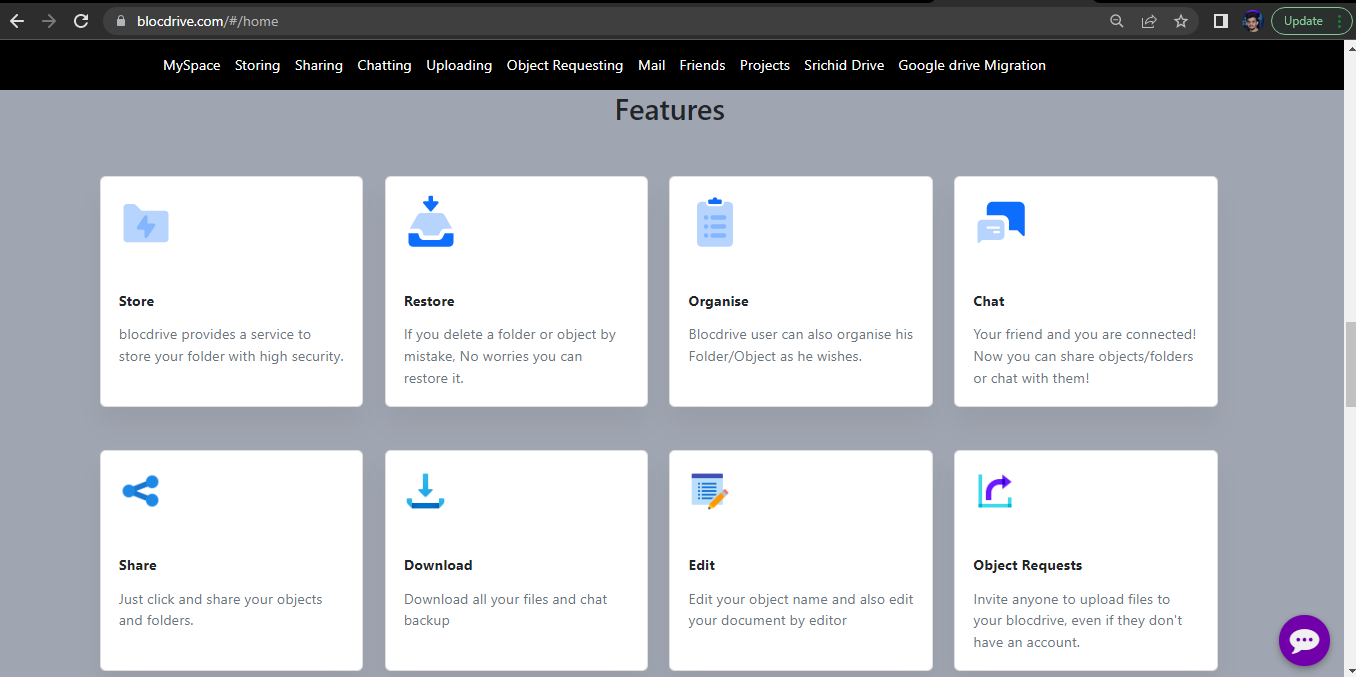 blocdrive.com/#/home
Update
MySpace Storing Sharing Chatting Uploading Object Requesting Mail Friends Projects Srichid Drive Google drive Migration
Features
Store
blocdrive provides a service to
store your folder with high security.
Restore
If you delete a folder or object by
mistake, No worries you can
restore it.
Organise
Blocdrive user can also organise his
Folder/Object as he wishes.
Chat
Your friend and you are connected!
Now you can share objects/folders
or chat with them!
Share
Just click and share your objects
and folders.
Download
Download all your files and chat
backup
Edit
Edit your object name and also edit
your document by editor
Object Requests
Invite anyone to upload files to
your blocdrive, even if they don't
have an account.